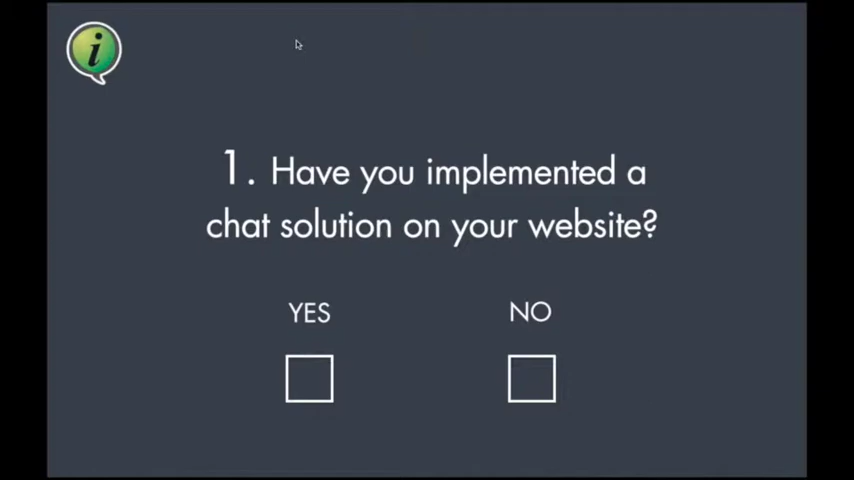 i
1. Have you implemented a
chat solution on your website?
YES
NO